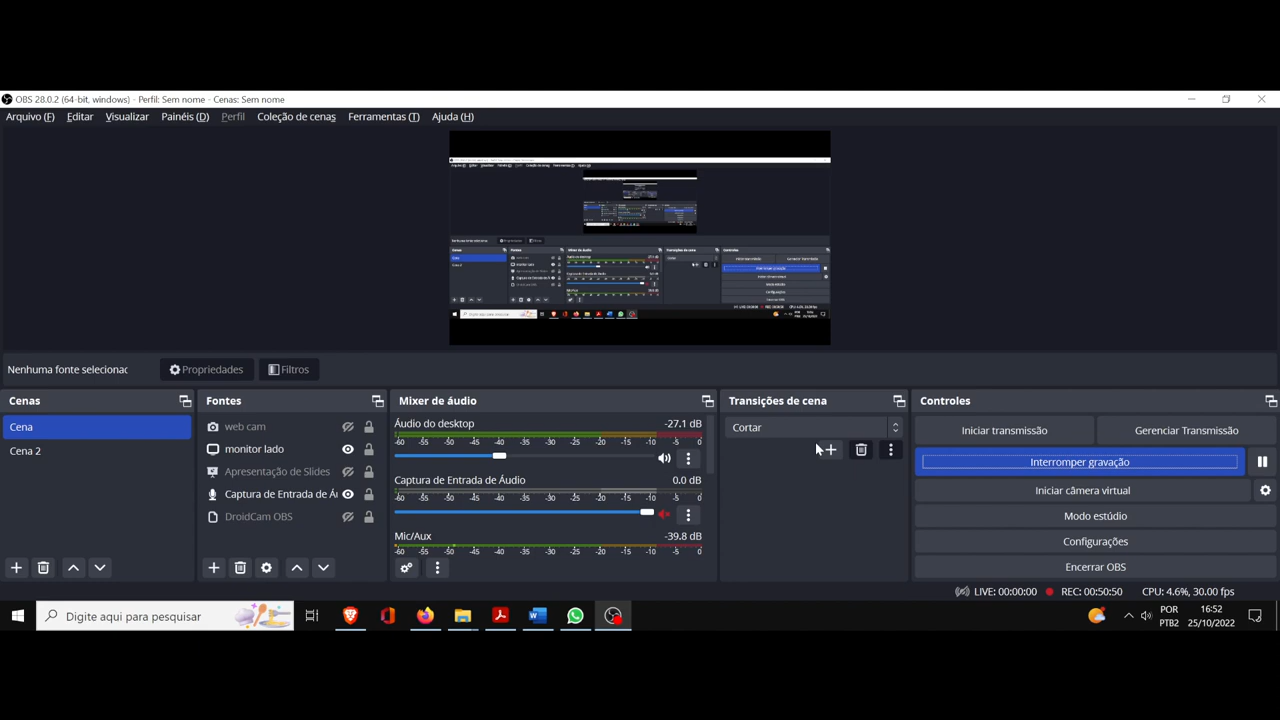 OBS 28.0.2 (64-bit, windows) - Perfil: Sem nome - Cenas: Sem nome
Arquivo (F) Editar Visualizar Painéis (D) Perfil Coleção de cenas Ferramentas (T) Ajuda (H)
Nenhuma fonte selecionac Propriedades Filtros
Cenas
Cena
Cena 2
Fontes
web cam
monitor lado
Apresentação de Slides
Captura de Entrada de Áu
DroidCam OBS
Mixer de áudio
Áudio do desktop -27.1 dB
-60 -55 -50 -45 -40 -35 -30 -25 -20 -15 -10 -5 0
Captura de Entrada de Áudio 0.0 dB
-60 -55 -50 -45 -40 -35 -30 -25 -20 -15 -10 -5 0
Mic/Aux -39.8 dB
-60 -55 -50 -45 -40 -35 -30 -25 -20 -15 -10 -5 0
Transições de cena
Cortar
Controles
Iniciar transmissão Gerenciar Transmissão
Interromper gravação
Iniciar câmera virtual
Modo estúdio
Configurações
Encerrar OBS
LIVE: 00:00:00 REC: 00:50:50 CPU: 4.6%, 30.00 fps
Digite aqui para pesquisar
POR
PTB2
16:52
25/10/2022